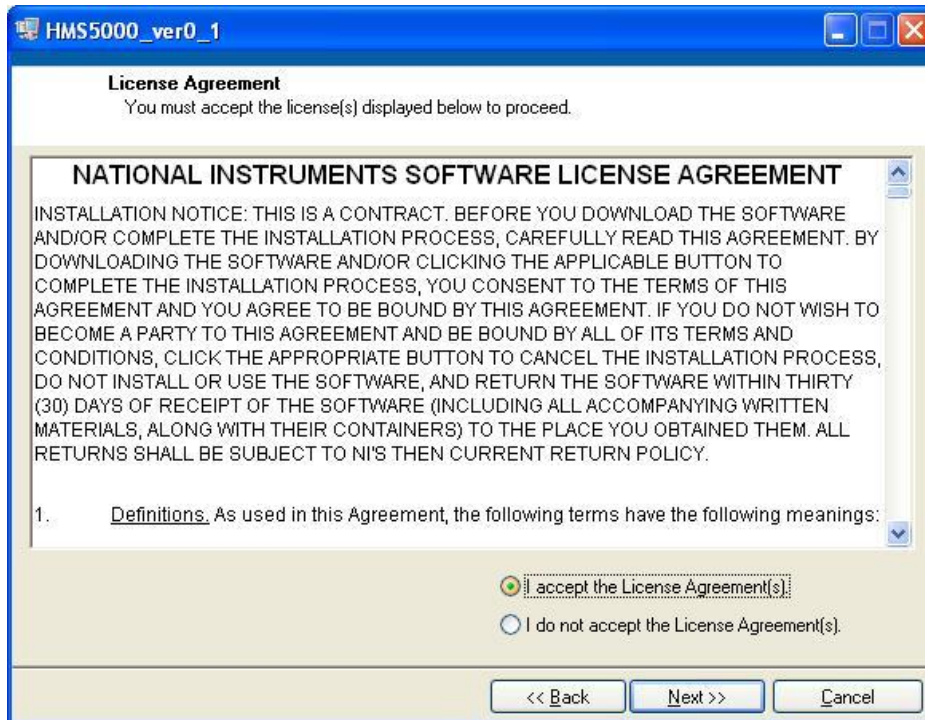 HMS5000_ver0_1
License Agreement
You must accept the license(s) displayed below to proceed.
NATIONAL INSTRUMENTS SOFTWARE LICENSE AGREEMENT
INSTALLATION NOTICE: THIS IS A CONTRACT. BEFORE YOU DOWNLOAD THE SOFTWARE
AND/OR COMPLETE THE INSTALLATION PROCESS, CAREFULLY READ THIS AGREEMENT. BY
DOWNLOADING THE SOFTWARE AND/OR CLICKING THE APPLICABLE BUTTON TO
COMPLETE THE INSTALLATION PROCESS, YOU CONSENT TO THE TERMS OF THIS
AGREEMENT AND YOU AGREE TO BE BOUND BY THIS AGREEMENT. IF YOU DO NOT WISH TO
BECOME A PARTY TO THIS AGREEMENT AND BE BOUND BY ALL OF ITS TERMS AND
CONDITIONS, CLICK THE APPROPRIATE BUTTON TO CANCEL THE INSTALLATION PROCESS,
DO NOT INSTALL OR USE THE SOFTWARE, AND RETURN THE SOFTWARE WITHIN THIRTY
(30) DAYS OF RECEIPT OF THE SOFTWARE (INCLUDING ALL ACCOMPANYING WRITTEN
MATERIALS, ALONG WITH THEIR CONTAINERS) TO THE PLACE YOU OBTAINED THEM. ALL
RETURNS SHALL BE SUBJECT TO NI'S THEN CURRENT RETURN POLICY.
1. Definitions. As used in this Agreement, the following terms have the following meanings:
I accept the License Agreement(s).
I do not accept the License Agreement(s).
<< Back Next >> Cancel